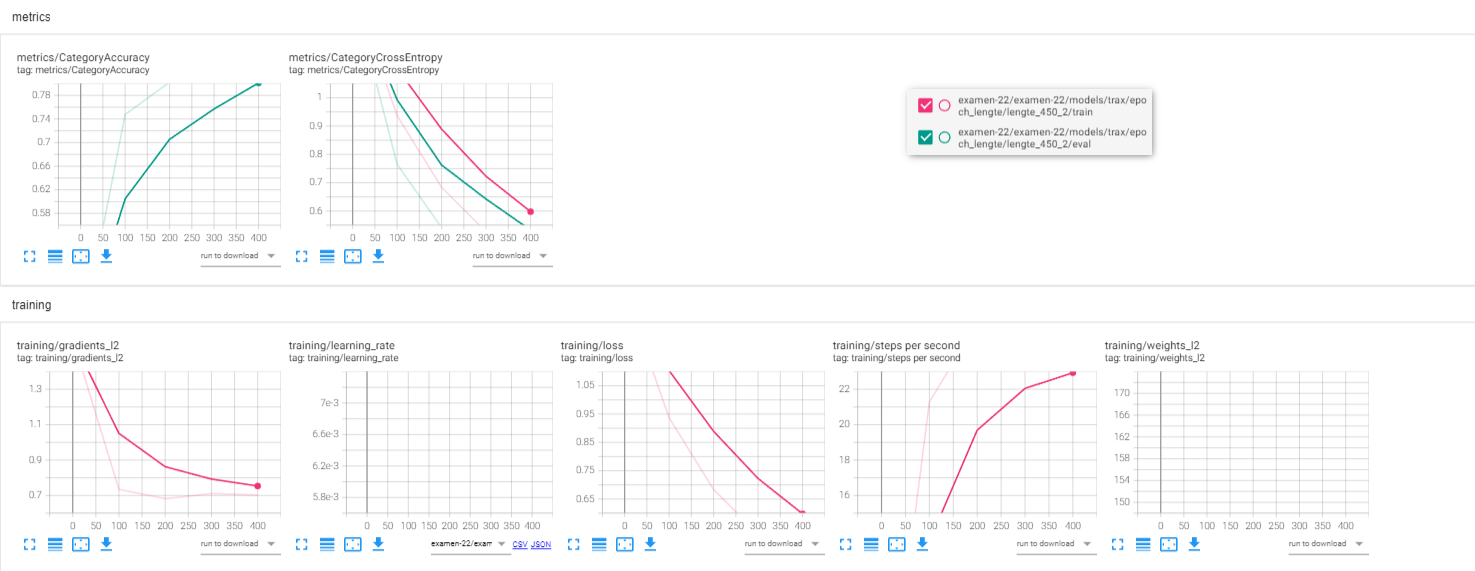 metrics
metrics/CategoryAccuracy
tag: metrics/CategoryAccuracy
0.78
0.74
0.7
0.66
0.62
0.58
0 50 100 150 200 250 300 350 400
run to download
metrics/CategoryCrossEntropy
tag: metrics/CategoryCrossEntropy
1
0.9
0.8
0.7
0.6
0 50 100 150 200 250 300 350 400
run to download
examen-22/examen-22/models/trax/epo
ch_lengte/lengte_450_2/train
examen-22/examen-22/models/trax/epo
ch_lengte/lengte_450_2/eval
training
training/gradients_l2
tag: training/gradients_l2
1.3
1.1
0.9
0.7
0 50 100 150 200 250 300 350 400
run to download
training/learning_rate
tag: training/learning_rate
7e-3
6.6e-3
6.2e-3
5.8e-3
0 50 100 150 200 250 300 350 400
examen-22/exam CSV JSON
training/loss
tag: training/loss
1.05
0.95
0.85
0.75
0.65
0 50 100 150 200 250 300 350 400
run to download
training/steps per second
tag: training/steps per second
22
20
18
16
0 50 100 150 200 250 300 350 400
run to download
training/weights_l2
tag: training/weights_l2
170
166
162
158
154
150
0 50 100 150 200 250 300 350 400
run to download